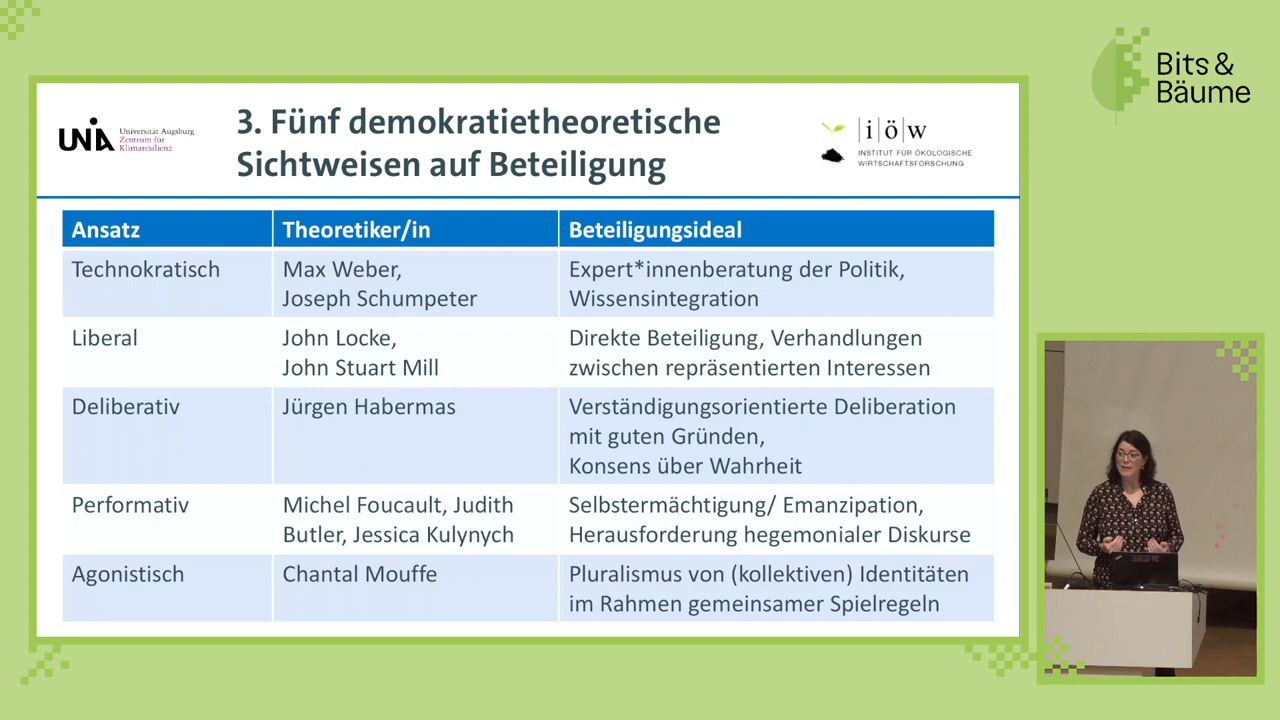 Bits &
Bäume
UNIA
Universität Augsburg
Zentrum für
Klimaresilienz
3. Fünf demokratietheoretische
Sichtweisen auf Beteiligung
|i|ö|w
INSTITUT FÜR ÖKOLOGISCHE
WIRTSCHAFTSFORSCHUNG
Ansatz Theoretiker/in Beteiligungsideal
Technokratisch Max Weber, Expert*innenberatung der Politik,
Joseph Schumpeter Wissensintegration
Liberal John Locke, Direkte Beteiligung, Verhandlungen
John Stuart Mill zwischen repräsentierten Interessen
Deliberativ Jürgen Habermas Verständigungsorientierte Deliberation
mit guten Gründen,
Konsens über Wahrheit
Performativ Michel Foucault, Judith Selbstermächtigung/ Emanzipation,
Butler, Jessica Kulynych Herausforderung hegemonialer Diskurse
Agonistisch Chantal Mouffe Pluralismus von (kollektiven) Identitäten
im Rahmen gemeinsamer Spielregeln